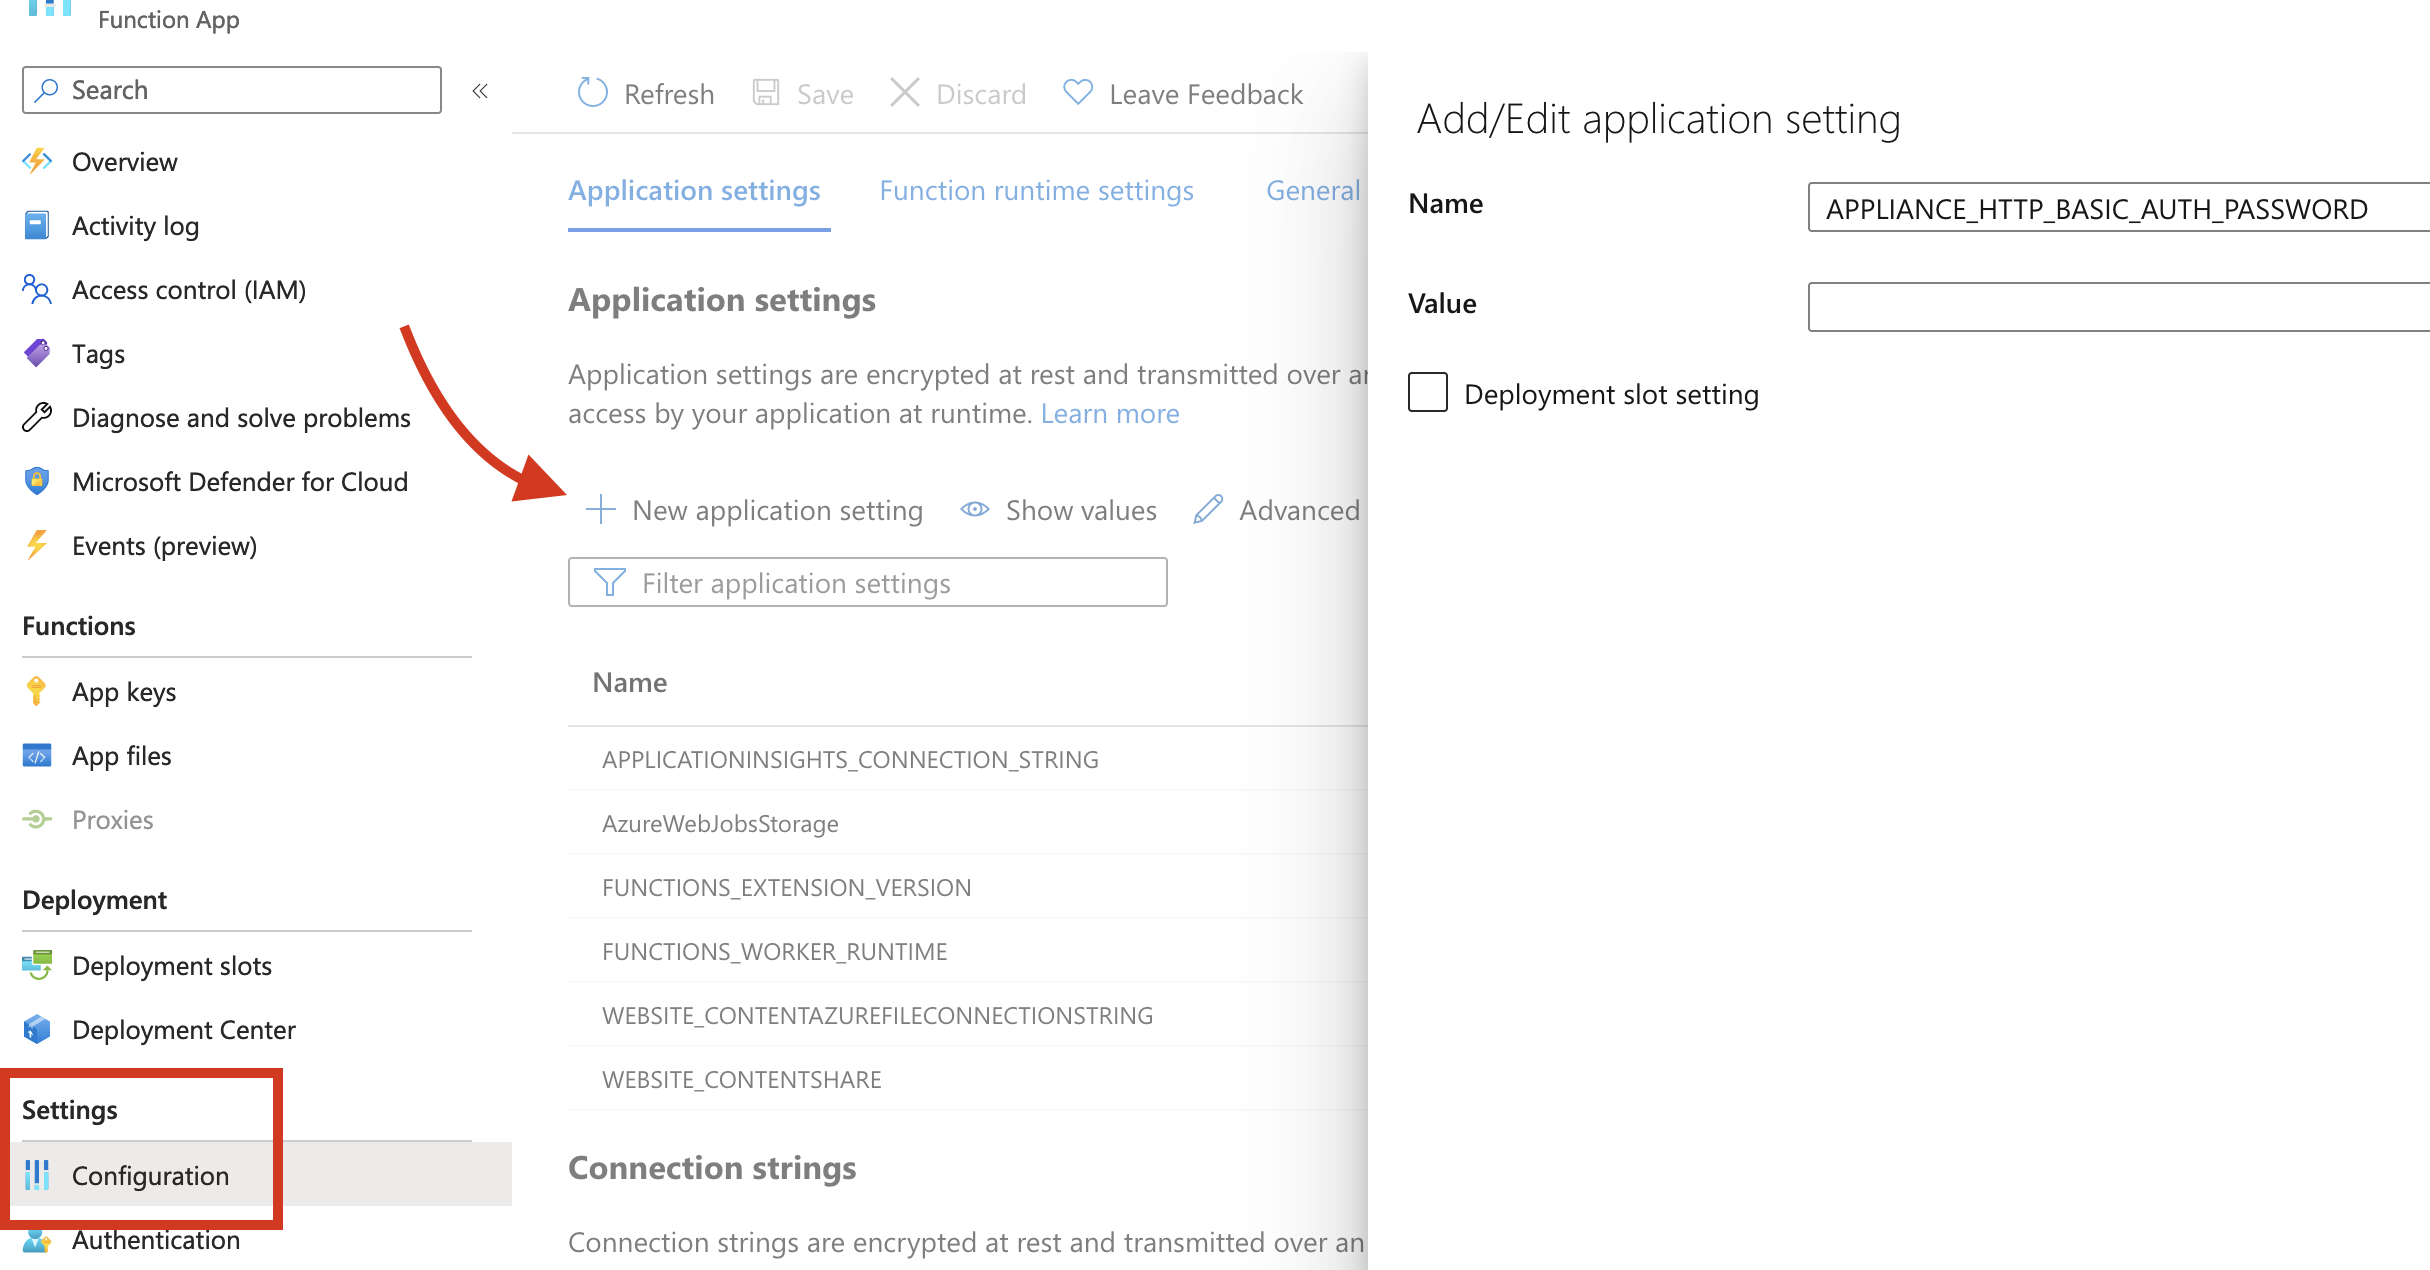 Function App
Search
«
Overview
Activity log
Access control (IAM)
Tags
Diagnose and solve problems
Microsoft Defender for Cloud
Events (preview)
Functions
App keys
App files
Proxies
Deployment
Deployment slots
Deployment Center
Settings
Configuration
Authentication
Refresh Save Discard Leave Feedback
Application settings Function runtime settings General
Application settings
Application settings are encrypted at rest and transmitted over an
access by your application at runtime. Learn more
New application setting Show values Advanced
Filter application settings
Name
APPLICATIONINSIGHTS_CONNECTION_STRING
AzureWebJobsStorage
FUNCTIONS_EXTENSION_VERSION
FUNCTIONS_WORKER_RUNTIME
WEBSITE_CONTENTAZUREFILECONNECTIONSTRING
WEBSITE_CONTENTSHARE
Connection strings
Connection strings are encrypted at rest and transmitted over an
Add/Edit application setting
Name APPLIANCE_HTTP_BASIC_AUTH_PASSWORD
Value
Deployment slot setting